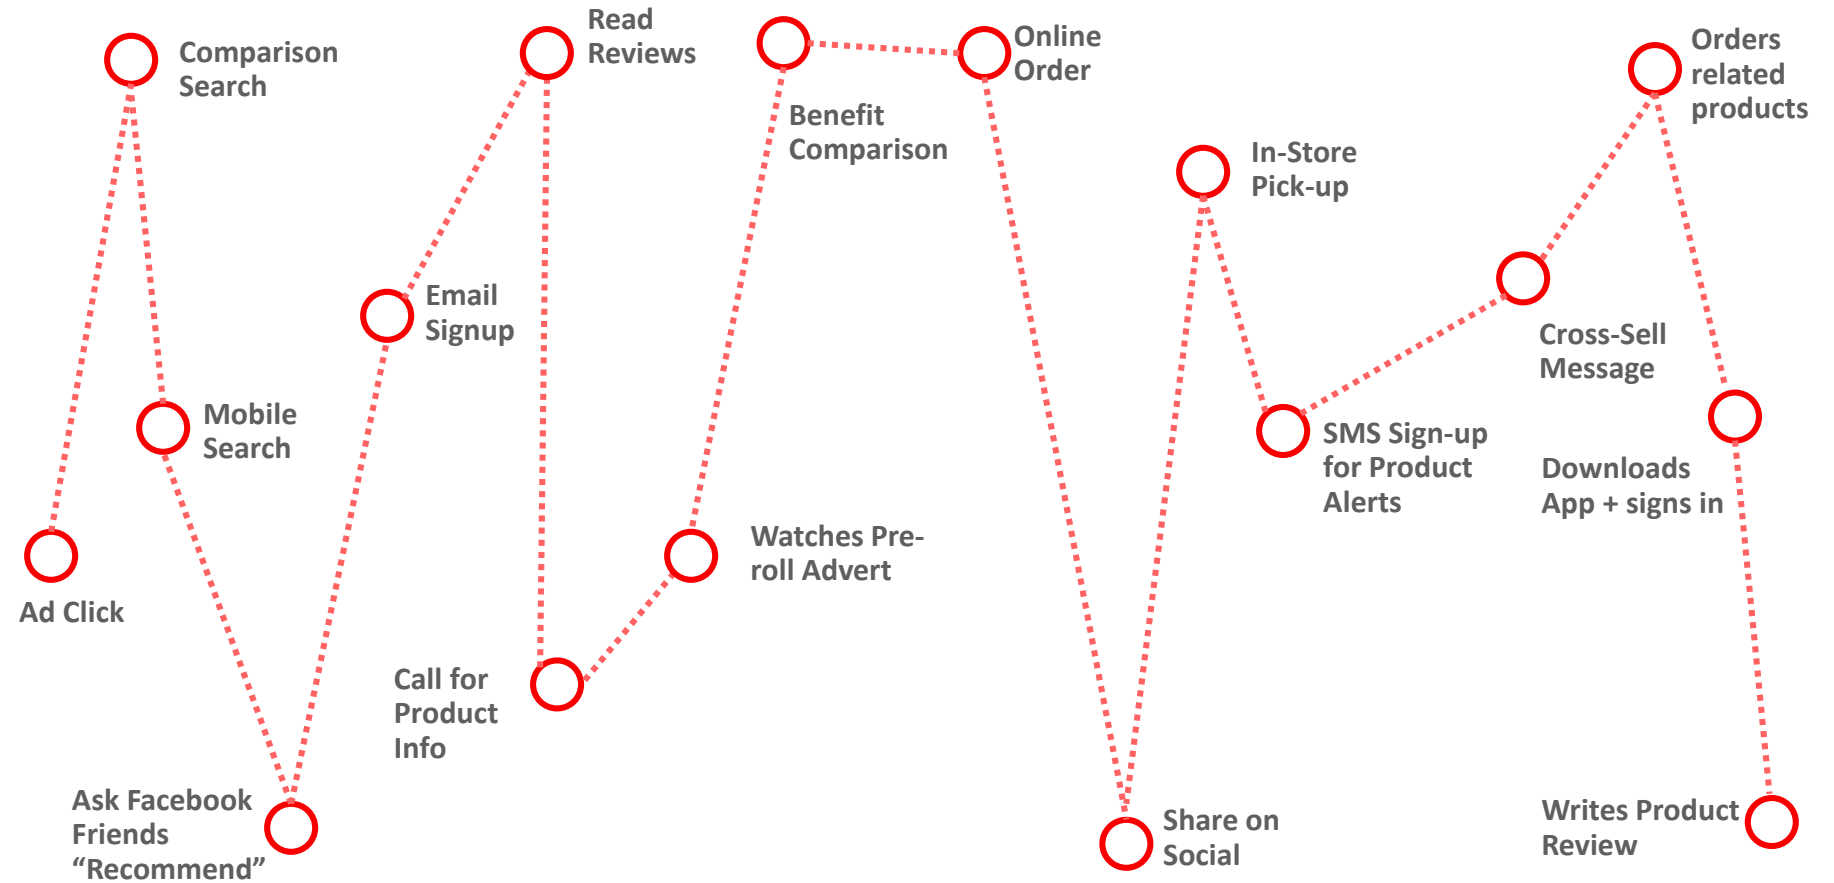 Comparison
Search
Read
Reviews
Online
Order
Orders
related
products
Benefit
Comparison
In-Store
Pick-up
Email
Signup
Cross-Sell
Message
Mobile
Search
SMS Sign-up
for Product
Alerts
Downloads
App + signs in
Watches Pre-
roll Advert
Ad Click
Call for
Product
Info
Ask Facebook
Friends
“Recommend”
Share on
Social
Writes Product
Review